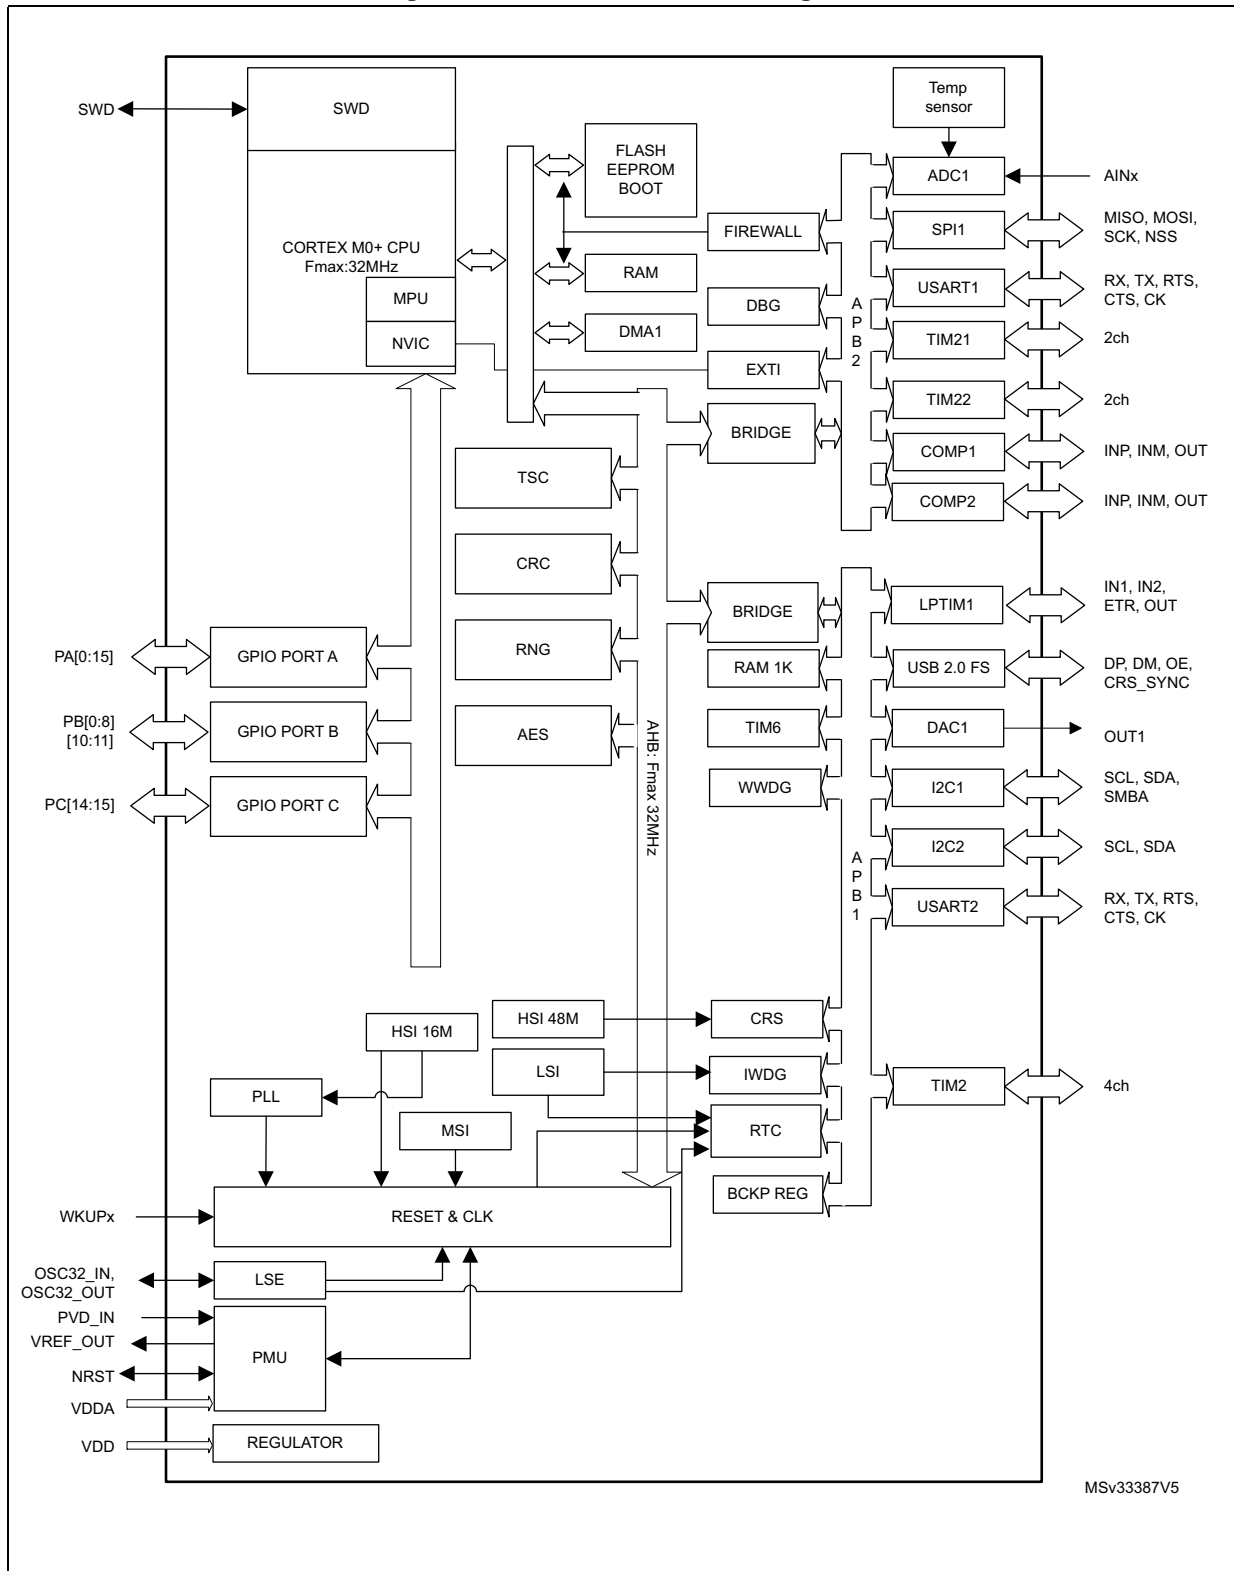 SWD
SWD
CORTEX M0+ CPU
Fmax:32MHz
MPU
NVIC
FLASH
EEPROM
BOOT
RAM
DMA1
FIREWALL
DBG
EXTI
BRIDGE
APB2
Temp
sensor
ADC1
AINx
SPI1
MISO, MOSI,
SCK, NSS
USART1
RX, TX, RTS,
CTS, CK
TIM21
2ch
TIM22
2ch
COMP1
INP, INM, OUT
COMP2
INP, INM, OUT
TSC
CRC
RNG
AES
AHB: Fmax 32MHz
PA[0:15]
GPIO PORT A
PB[0:8]
[10:11]
GPIO PORT B
PC[14:15]
GPIO PORT C
BRIDGE
RAM 1K
TIM6
WWDG
APB1
LPTIM1
IN1, IN2,
ETR, OUT
USB 2.0 FS
DP, DM, OE,
CRS_SYNC
DAC1
OUT1
I2C1
SCL, SDA,
SMBA
I2C2
SCL, SDA
USART2
RX, TX, RTS,
CTS, CK
HSI 16M
HSI 48M
CRS
LSI
IWDG
PLL
MSI
RTC
TIM2
4ch
BCKP REG
WKUPx
RESET & CLK
OSC32_IN,
OSC32_OUT
LSE
PVD_IN
VREF_OUT
PMU
NRST
VDDA
VDD
REGULATOR
MSv33387V5